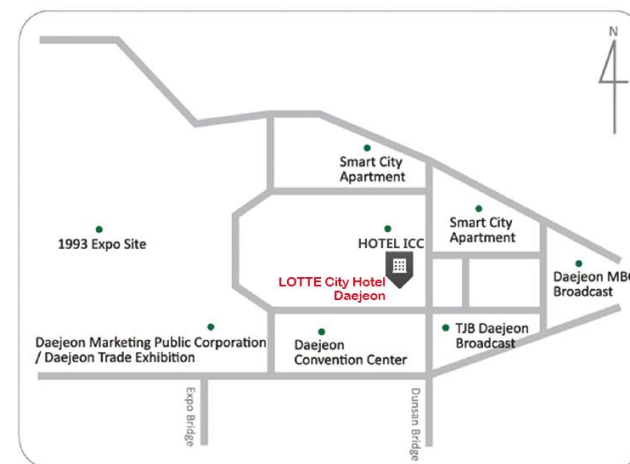 N
Smart City
Apartment
Smart City
Apartment
1993 Expo Site
HOTEL ICC
LOTTE City Hotel
Daejeon
Daejeon MBC
Broadcast
Daejeon Marketing Public Corporation
/ Daejeon Trade Exhibition
Daejeon
Convention Center
TJB Daejeon
Broadcast
Expo Bridge
Dunsan Bridge